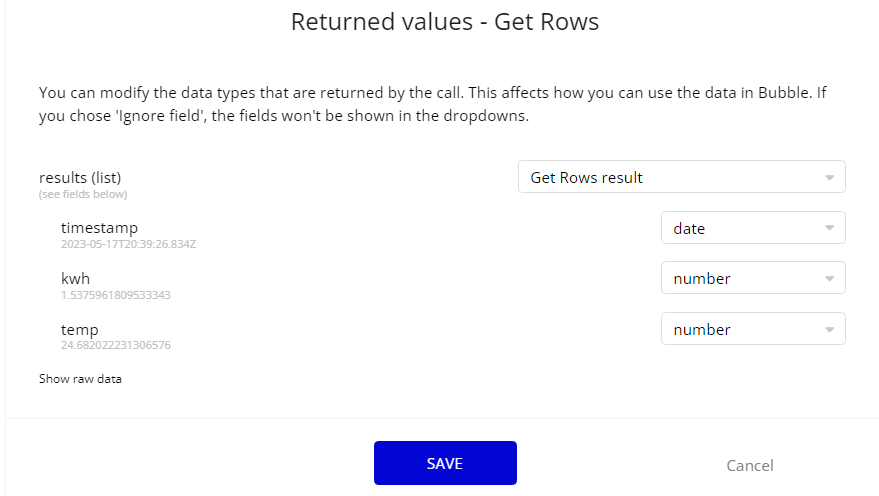 Returned values - Get Rows
You can modify the data types that are returned by the call. This affects how you can use the data in Bubble. If
you chose 'Ignore field', the fields won't be shown in the dropdowns.
results (list)
Get Rows result
(see fields below)
timestamp
date
2023-05-17T20:39:26.834Z
kwh
number
1.5375961809533343
temp
number
24.682022231306576
Show raw data
SAVE
Cancel